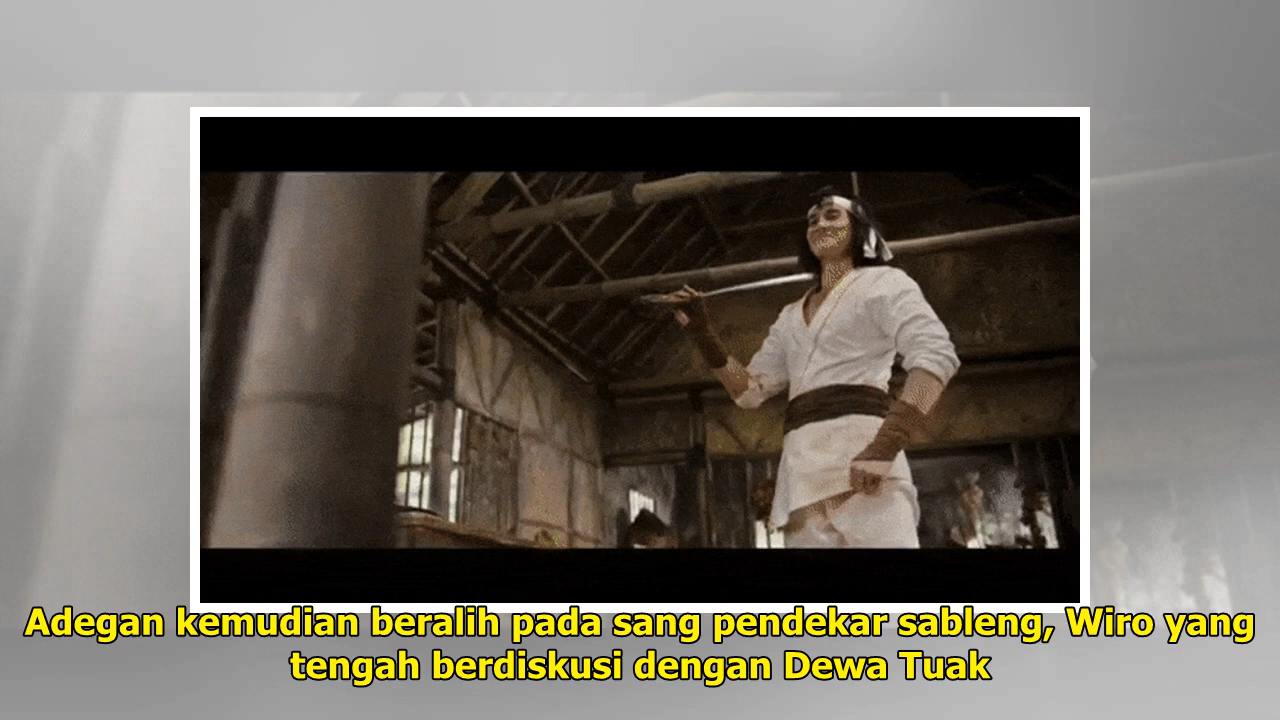 Adegan kemudian beralih pada sang pendekar sableng, Wiro yang
tengah berdiskusi dengan Dewa Tuak